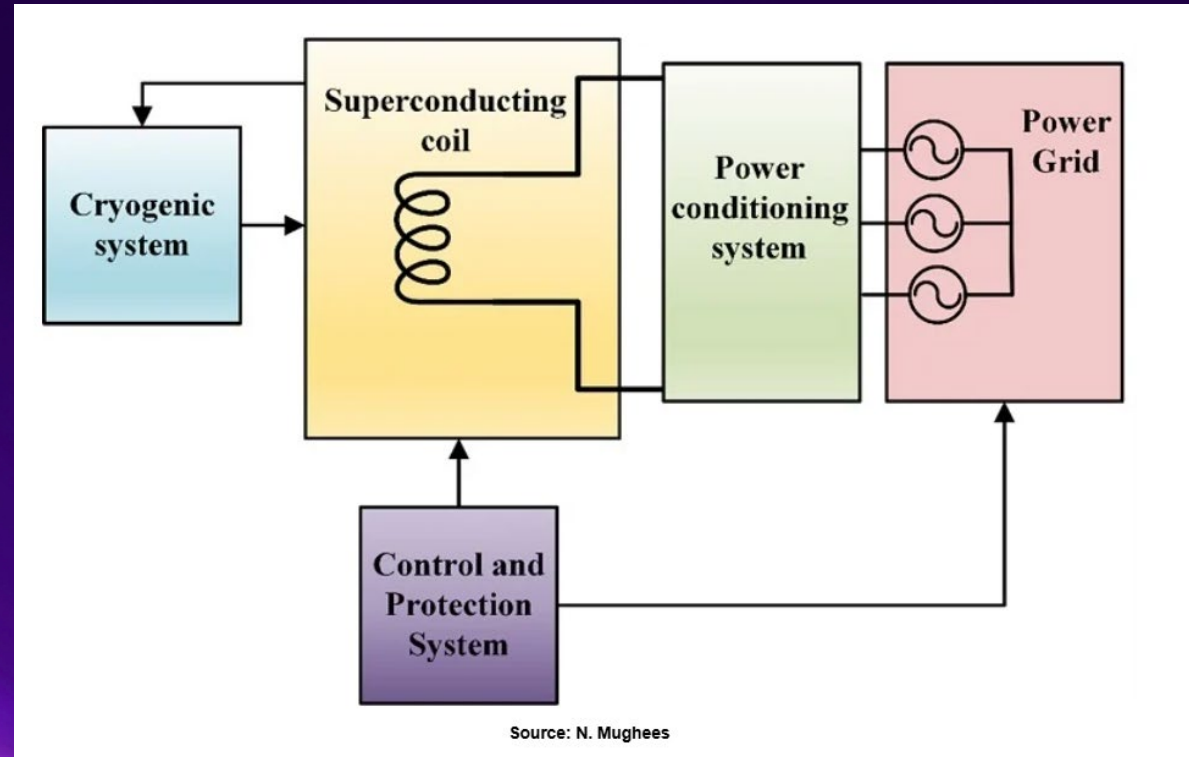 Superconducting
coil
Cryogenic
system
Power
conditioning
system
Power
Grid
Control and
Protection
System
Source: N. Mughees